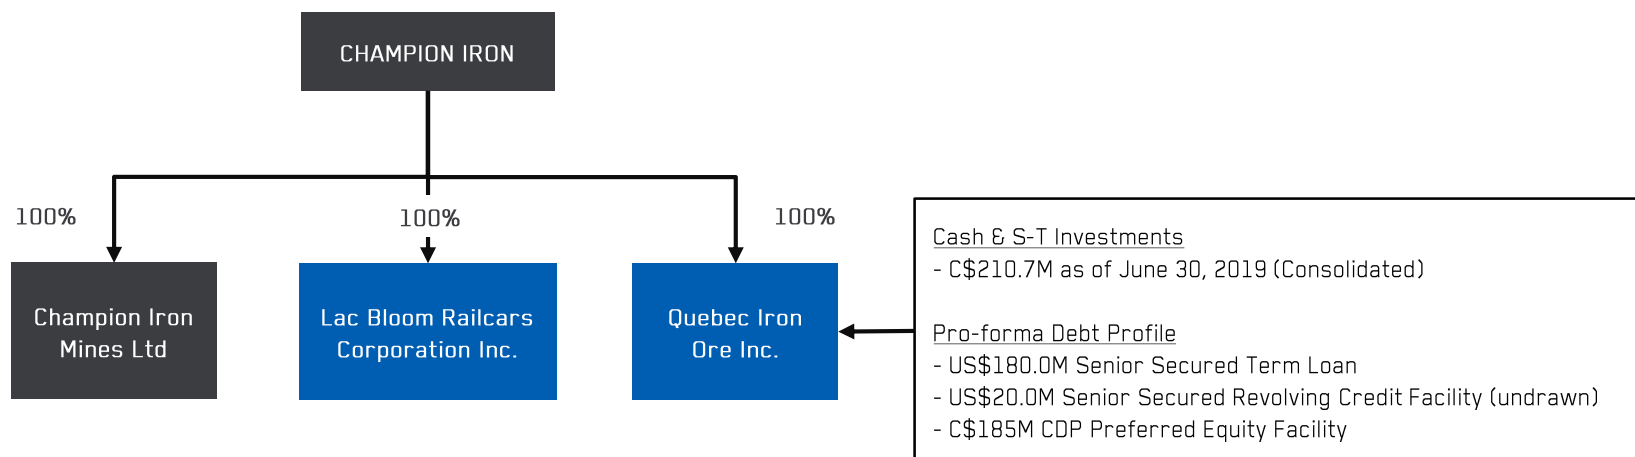 CHAMPION IRON
100%
100%
100%
Champion Iron
Mines Ltd
Lac Bloom Railcars
Corporation Inc.
Quebec Iron
Ore Inc.
Cash & S-T Investments
- C$210.7M as of June 30, 2019 (Consolidated)
Pro-forma Debt Profile
- US$180.0M Senior Secured Term Loan
- US$20.0M Senior Secured Revolving Credit Facility (undrawn)
- C$185M CDP Preferred Equity Facility